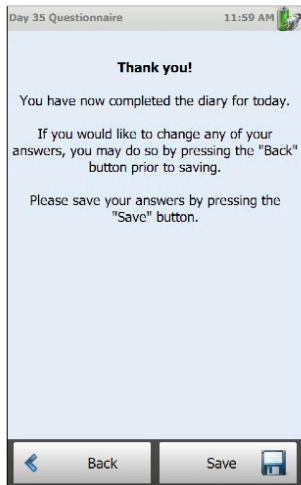 Day 35 Questionnaire 11:59 AM
Thank you!
You have now completed the diary for today.
If you would like to change any of your
answers, you may do so by pressing the "Back"
button prior to saving.
Please save your answers by pressing the
"Save" button.
Back Save